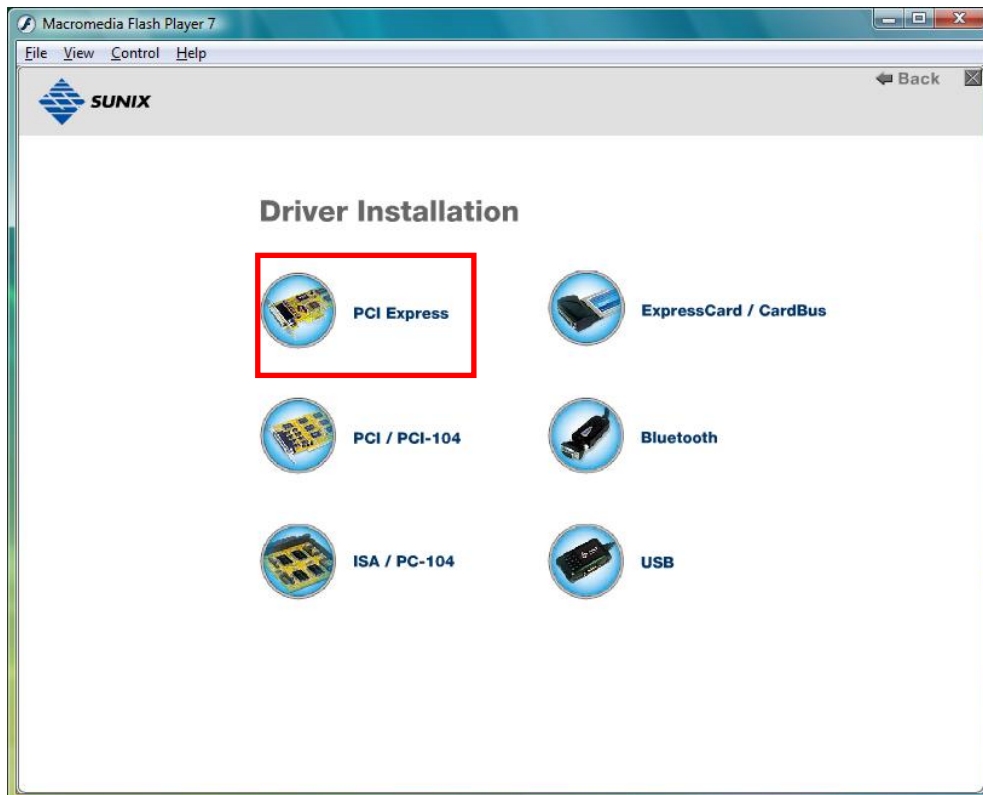 Macromedia Flash Player 7
File View Control Help
SUNIX
Back
Driver Installation
PCI Express
ExpressCard / CardBus
PCI / PCI-104
Bluetooth
ISA / PC-104
USB